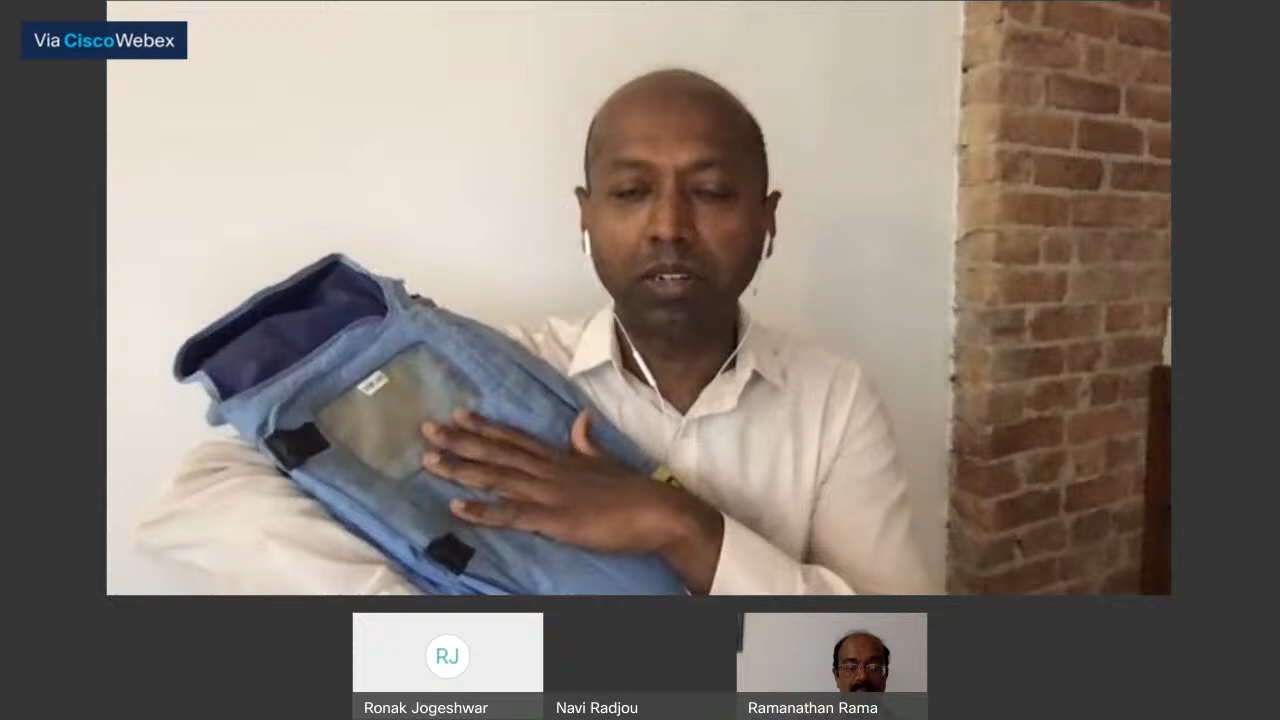 Via CiscoWebex
RJ
Ronak Jogeshwar
Navi Radjou
Ramanathan Rama